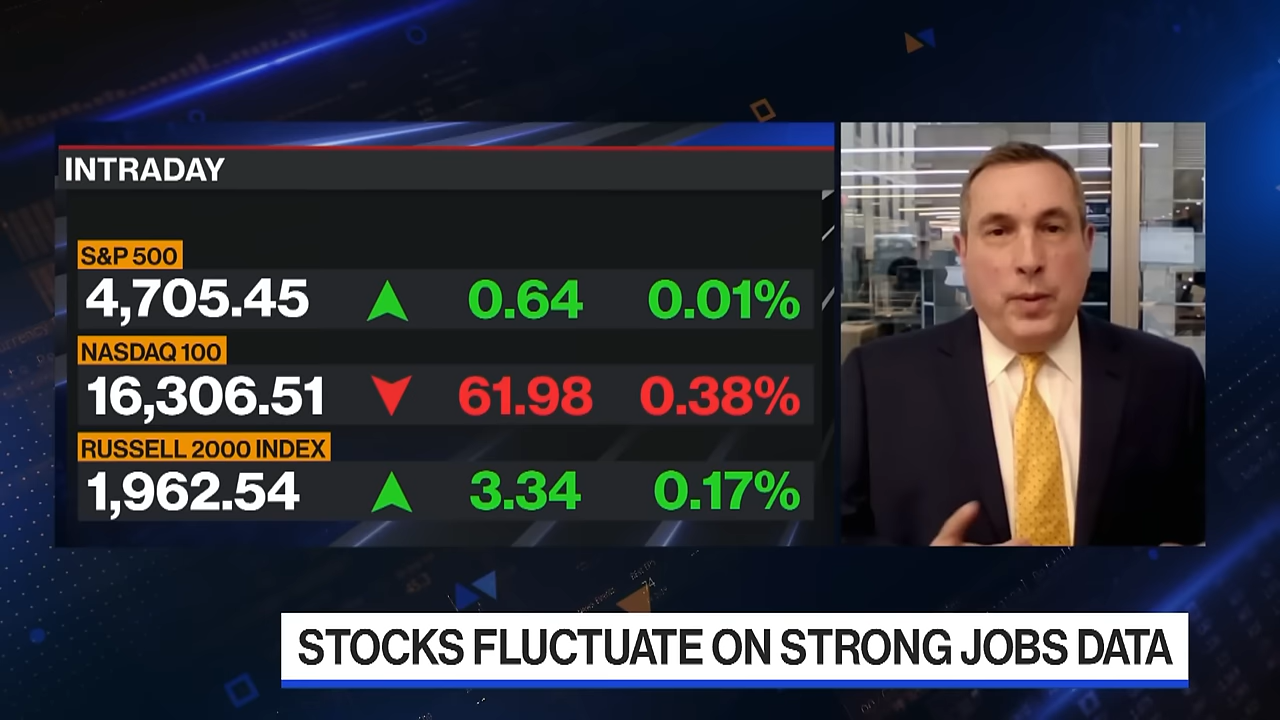 INTRADAY
S&P 500
4,705.45 ▲ 0.64 0.01%
NASDAQ 100
16,306.51 ▼ 61.98 0.38%
RUSSELL 2000 INDEX
1,962.54 ▲ 3.34 0.17%
STOCKS FLUCTUATE ON STRONG JOBS DATA